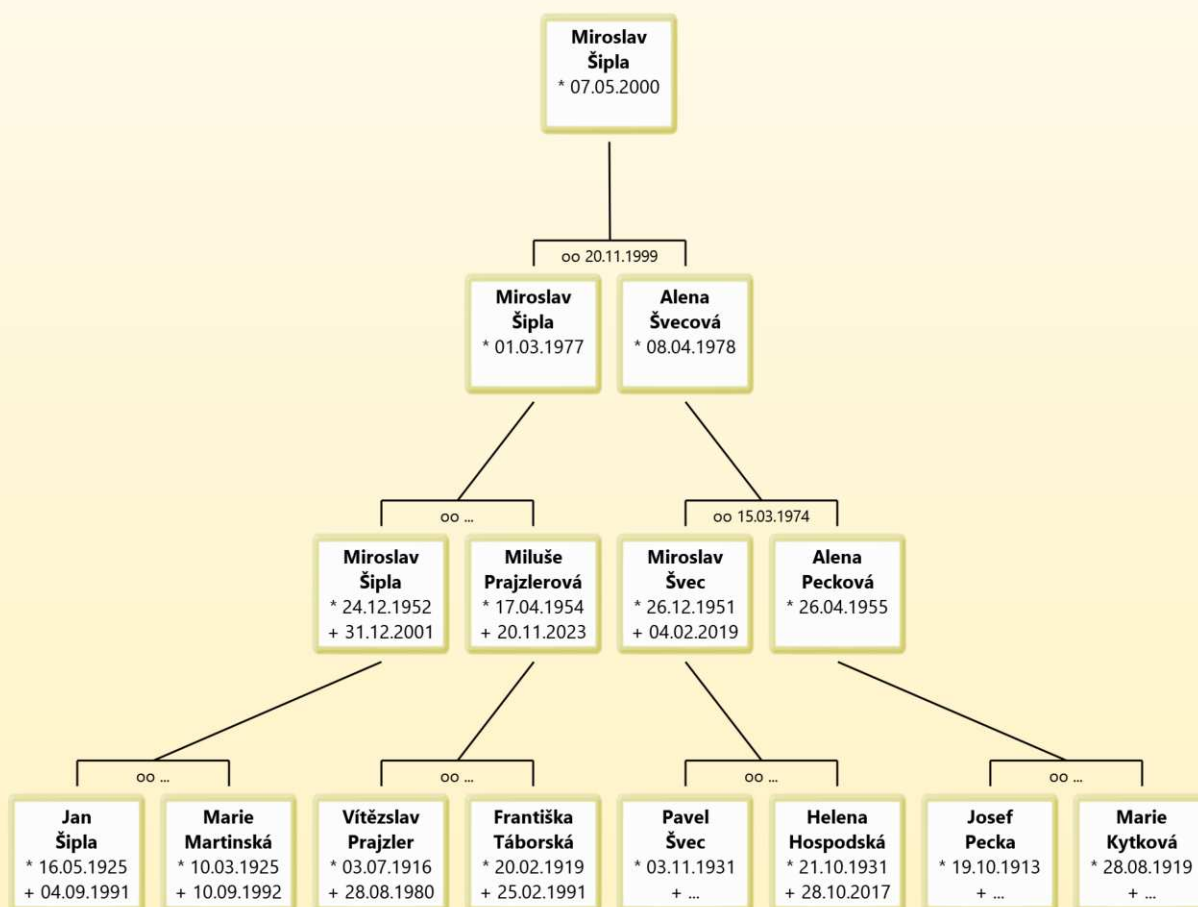 Miroslav
Šipla
* 07.05.2000
oo 20.11.1999
Miroslav
Šipla
* 01.03.1977
Alena
Švecová
* 08.04.1978
oo ...
oo 15.03.1974
Miroslav
Šipla
* 24.12.1952
+ 31.12.2001
Miluše
Prajzlerová
* 17.04.1954
+ 20.11.2023
Miroslav
Švec
* 26.12.1951
+ 04.02.2019
Alena
Pecková
* 26.04.1955
oo ...
oo ...
oo ...
oo ...
Jan
Šipla
* 16.05.1925
+ 04.09.1991
Marie
Martinská
* 10.03.1925
+ 10.09.1992
Vítězslav
Prajzler
* 03.07.1916
+ 28.08.1980
Františka
Táborská
* 20.02.1919
+ 25.02.1991
Pavel
Švec
* 03.11.1931
+ ...
Helena
Hospodská
* 21.10.1931
+ 28.10.2017
Josef
Pecka
* 19.10.1913
+ ...
Marie
Kytková
* 28.08.1919
+ ...